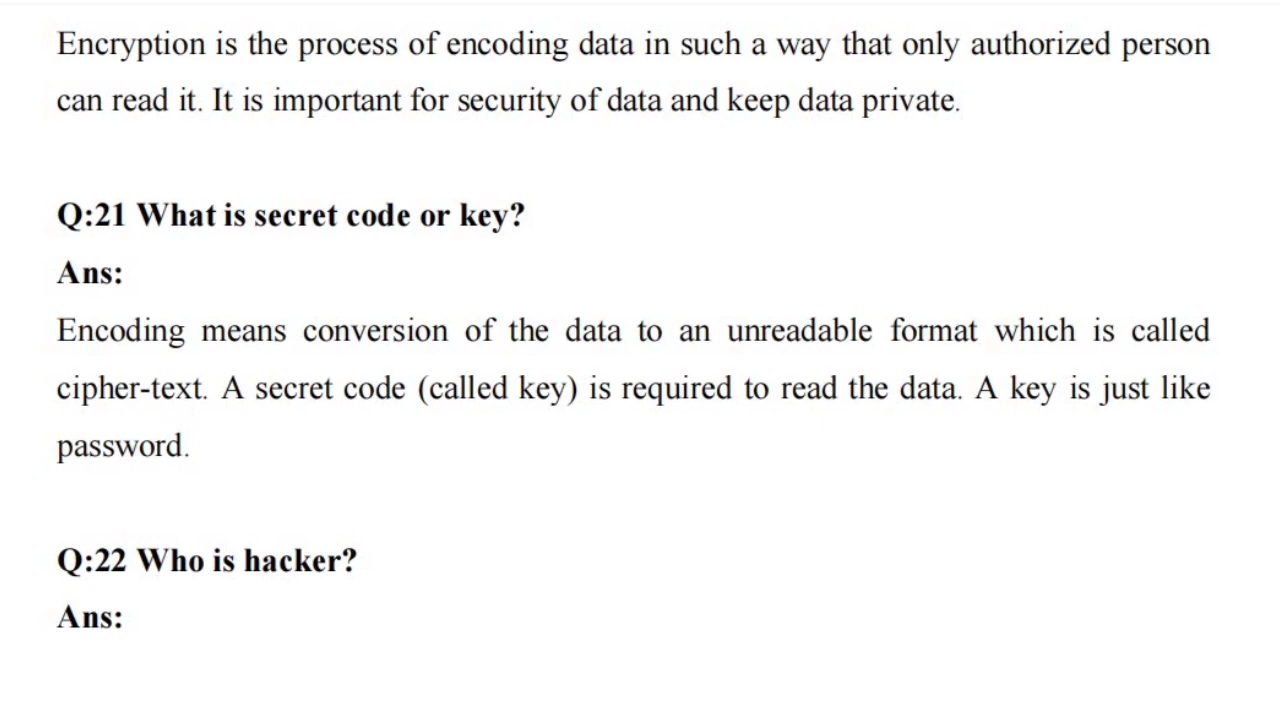 Encryption is the process of encoding data in such a way that only authorized person
can read it. It is important for security of data and keep data private.
Q:21 What is secret code or key?
Ans:
Encoding means conversion of the data to an unreadable format which is called
cipher-text. A secret code (called key) is required to read the data. A key is just like
password.
Q:22 Who is hacker?
Ans: